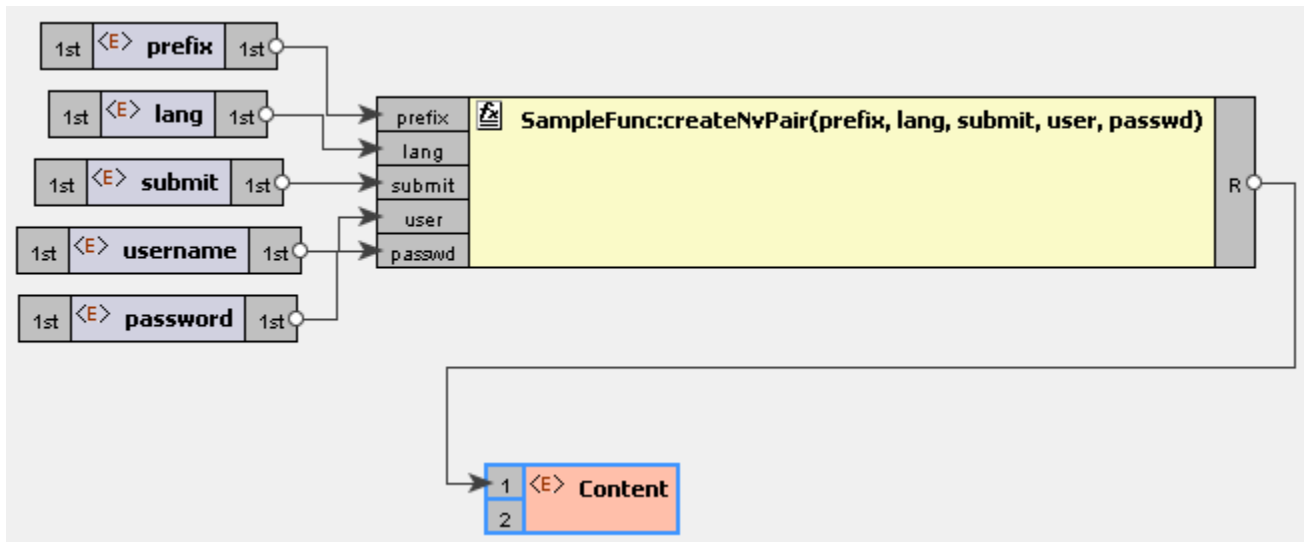 1st <E> prefix 1st
1st <E> lang 1st
1st <E> submit 1st
1st <E> username 1st
1st <E> password 1st
prefix
lang
submit
user
passwd
fx SampleFunc:createNvPair(prefix, lang, submit, user, passwd)
R
1 <E> Content
2